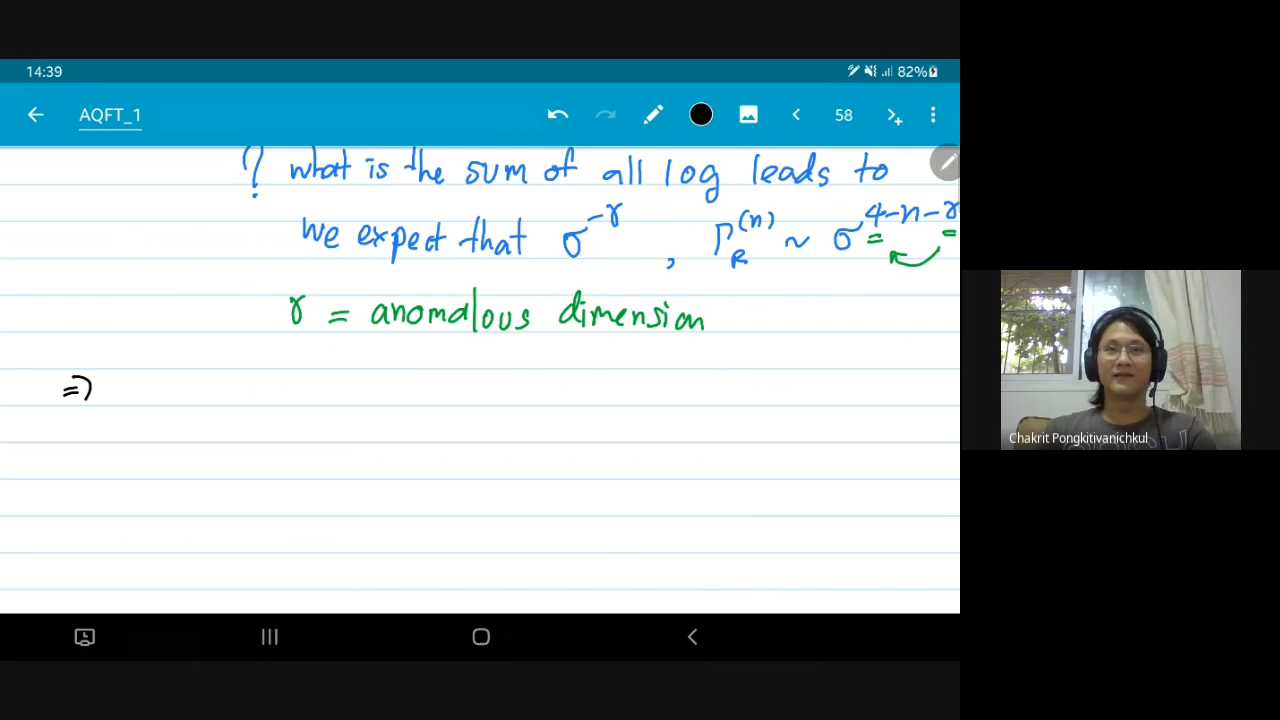 14:39
82%
AQFT_1
58
? what is the sum of all log leads to
we expect that σ^{-γ} , Γ_R^{(n)} ~ σ^{4-n-γ}
γ = anomalous dimension
⇒
Chakrit Pongkitivanichkul